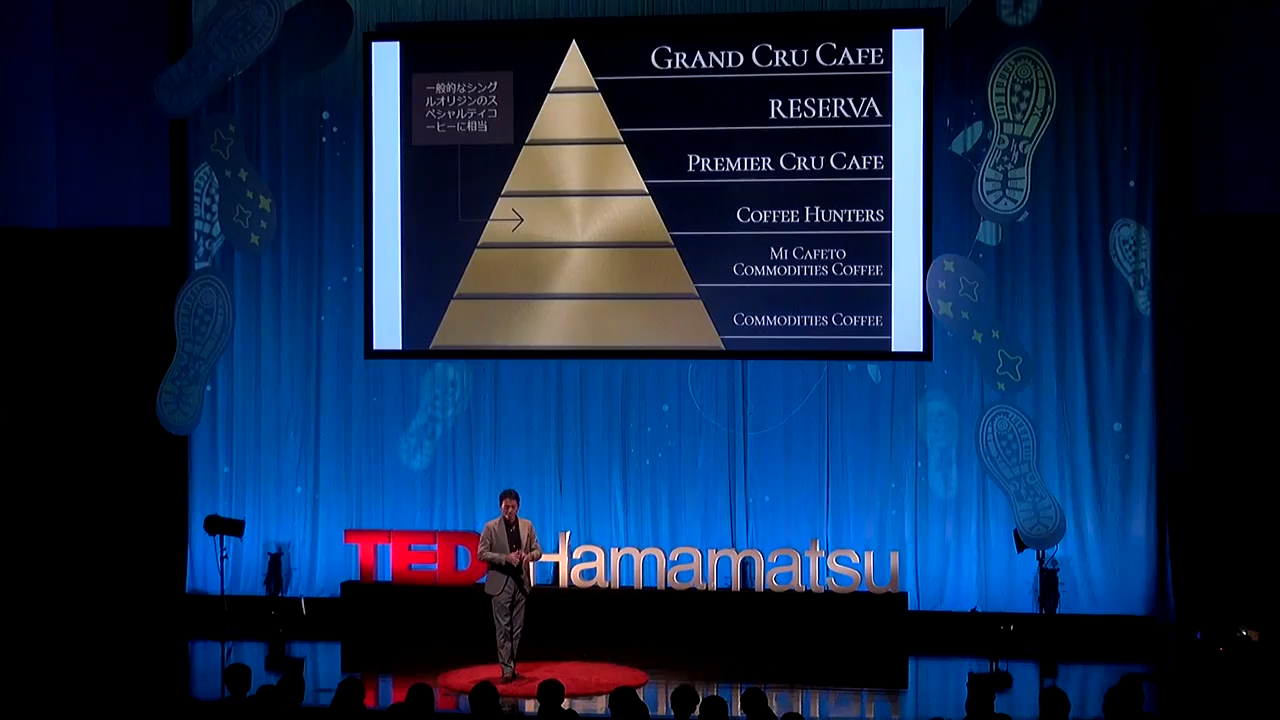 GRAND CRU CAFE
RESERVA
一般的なシング
ルオリジンのス
ペシャルティコ
ーヒーに相当
PREMIER CRU CAFE
COFFEE HUNTERS
MI CAFETO
COMMODITIES COFFEE
COMMODITIES COFFEE
TED Hamamatsu